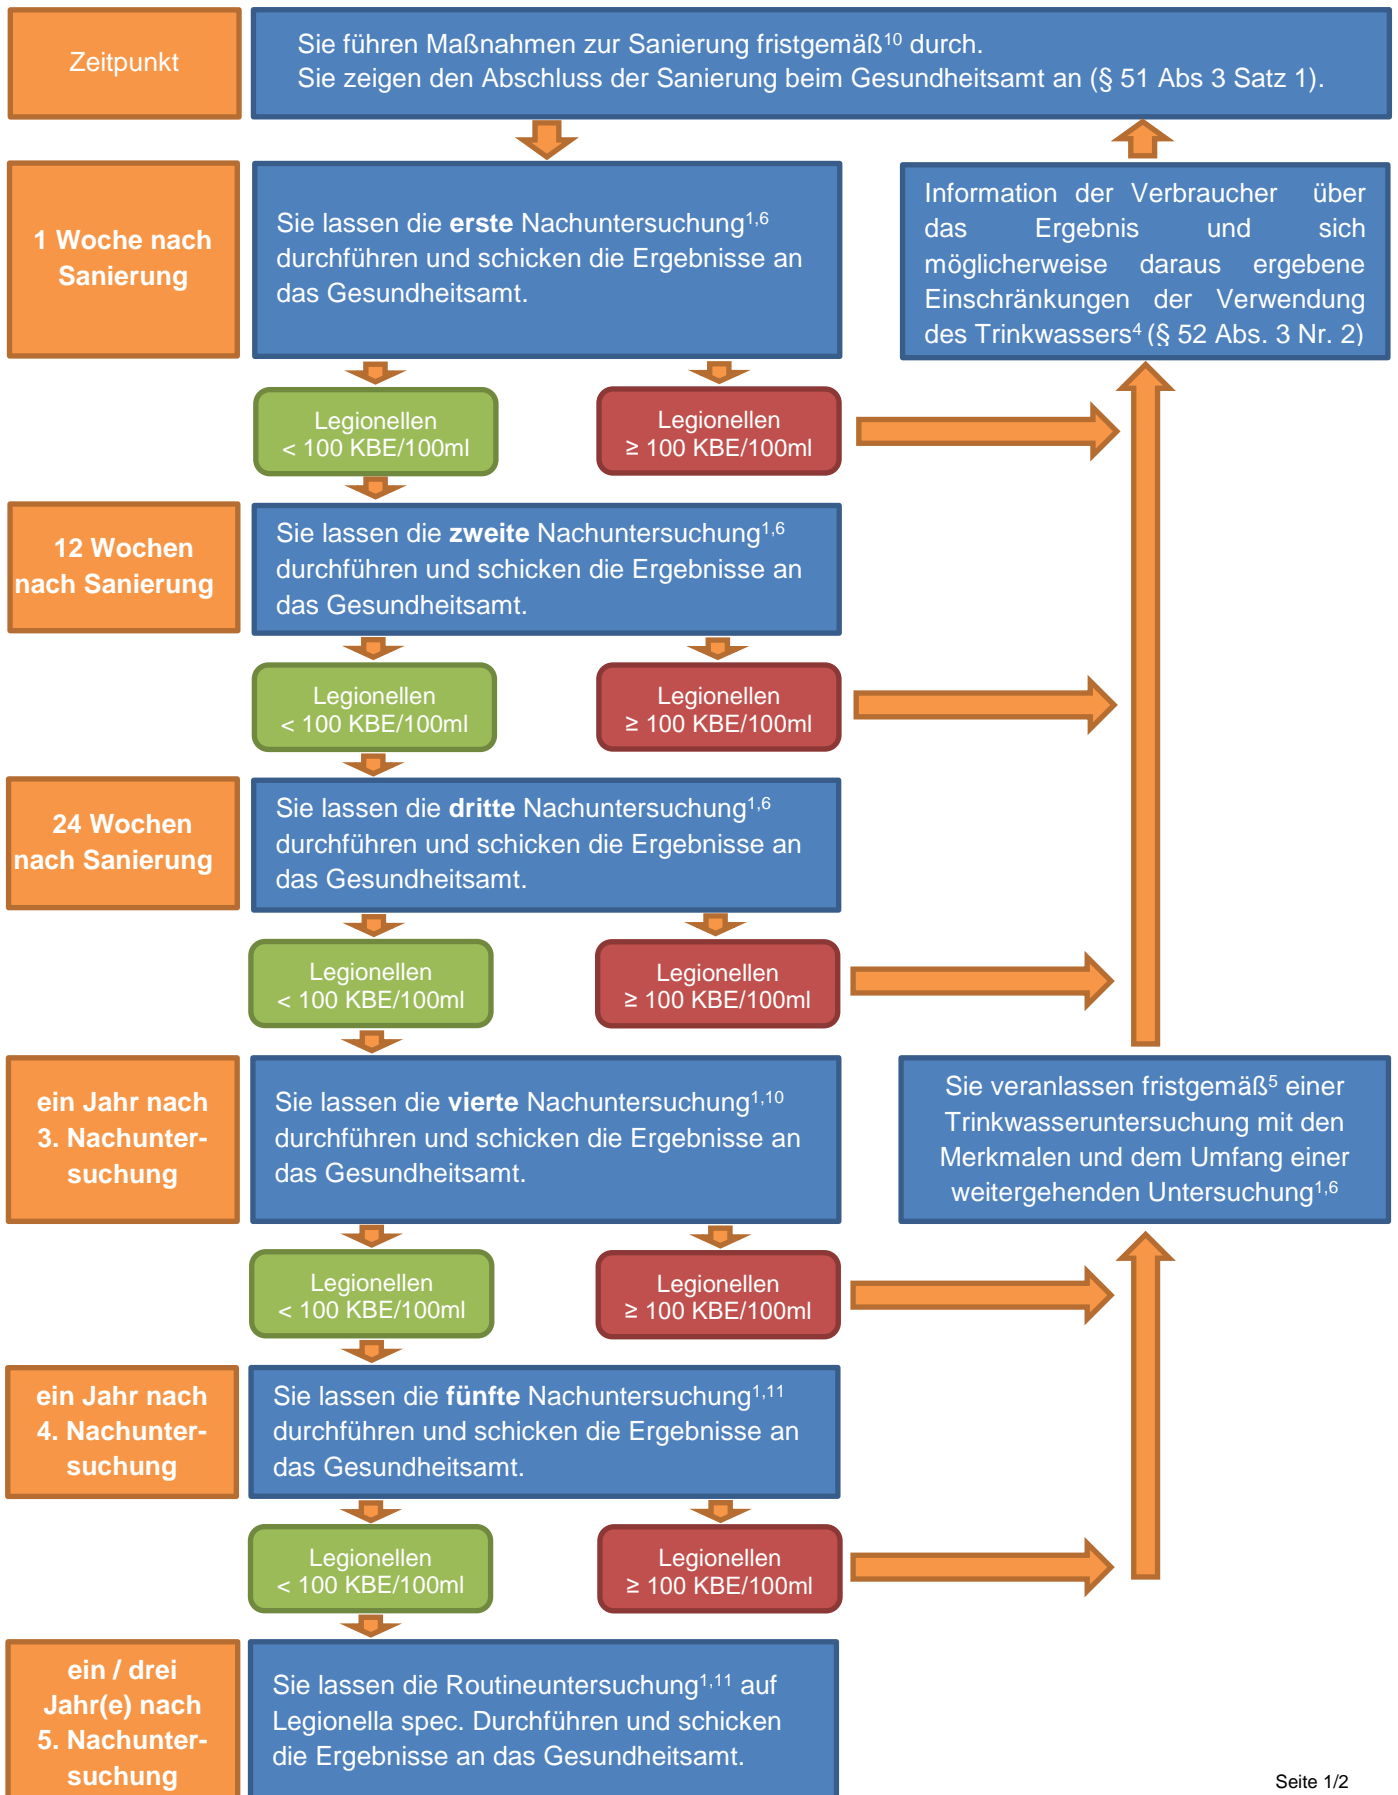 Zeitpunkt
Sie führen Maßnahmen zur Sanierung fristgemäß¹⁰ durch.
Sie zeigen den Abschluss der Sanierung beim Gesundheitsamt an (§ 51 Abs 3 Satz 1).
1 Woche nach
Sanierung
Sie lassen die erste Nachuntersuchung¹,⁶
durchführen und schicken die Ergebnisse an
das Gesundheitsamt.
Information der Verbraucher über
das Ergebnis und sich
möglicherweise daraus ergebene
Einschränkungen der Verwendung
des Trinkwassers⁴ (§ 52 Abs. 3 Nr. 2)
Legionellen
< 100 KBE/100ml
Legionellen
≥ 100 KBE/100ml
12 Wochen
nach Sanierung
Sie lassen die zweite Nachuntersuchung¹,⁶
durchführen und schicken die Ergebnisse an
das Gesundheitsamt.
Legionellen
< 100 KBE/100ml
Legionellen
≥ 100 KBE/100ml
24 Wochen
nach Sanierung
Sie lassen die dritte Nachuntersuchung¹,⁶
durchführen und schicken die Ergebnisse an
das Gesundheitsamt.
Legionellen
< 100 KBE/100ml
Legionellen
≥ 100 KBE/100ml
ein Jahr nach
3. Nachunter-
suchung
Sie lassen die vierte Nachuntersuchung¹,¹⁰
durchführen und schicken die Ergebnisse an
das Gesundheitsamt.
Sie veranlassen fristgemäß⁵ einer
Trinkwasseruntersuchung mit den
Merkmalen und dem Umfang einer
weitergehenden Untersuchung¹,⁶
Legionellen
< 100 KBE/100ml
Legionellen
≥ 100 KBE/100ml
ein Jahr nach
4. Nachunter-
suchung
Sie lassen die fünfte Nachuntersuchung¹,¹¹
durchführen und schicken die Ergebnisse an
das Gesundheitsamt.
Legionellen
< 100 KBE/100ml
Legionellen
≥ 100 KBE/100ml
ein / drei
Jahr(e) nach
5. Nachunter-
suchung
Sie lassen die Routineuntersuchung¹,¹¹ auf
Legionella spec. Durchführen und schicken
die Ergebnisse an das Gesundheitsamt.
Seite 1/2